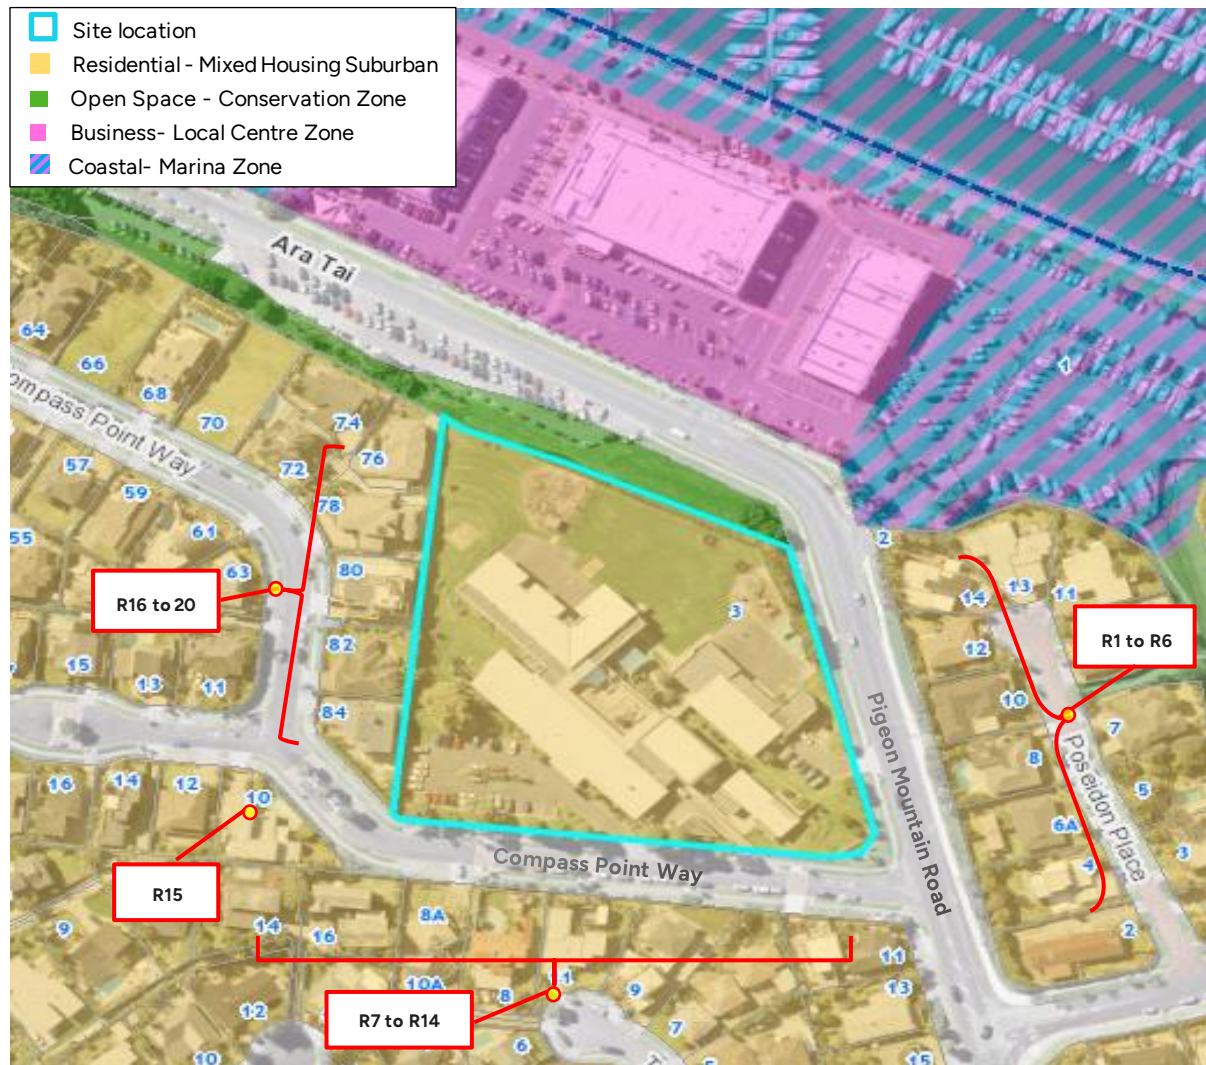 Site location
Residential - Mixed Housing Suburban
Open Space - Conservation Zone
Business- Local Centre Zone
Coastal- Marina Zone
Ara Tai
64
66
68
70
74
76
72
78
1
ompass Point Way
57
59
61
55
63
80
82
84
R16 to 20
15
13
11
3
2
14
13
11
12
10
R1 to R6
7
8
5
6A
4
3
2
Pigeon Mountain Road
Poseidon Place
16
14
12
10
R15
Compass Point Way
9
14
16
8A
11
13
10A
8
9
12
R7 to R14
7
6
10
15